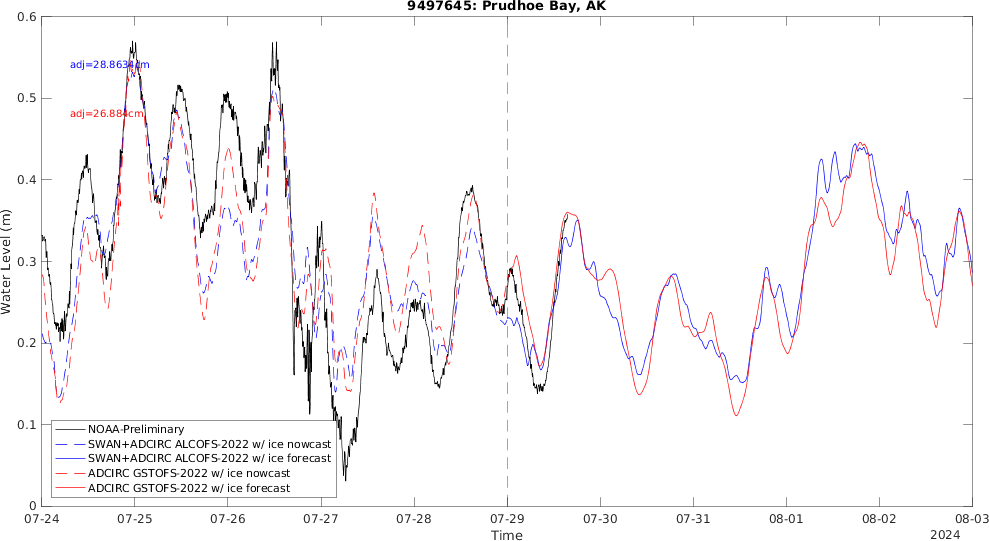 9497645: Prudhoe Bay, AK
0.6
0.5
0.4
0.3
0.2
0.1
0
Water Level (m)
adj=28.8634cm
adj=26.884cm
NOAA-Preliminary
SWAN+ADCIRC ALCOFS-2022 w/ ice nowcast
SWAN+ADCIRC ALCOFS-2022 w/ ice forecast
ADCIRC GSTOFS-2022 w/ ice nowcast
ADCIRC GSTOFS-2022 w/ ice forecast
07-24 07-25 07-26 07-27 07-28 07-29 07-30 07-31 08-01 08-02 08-03
Time
2024